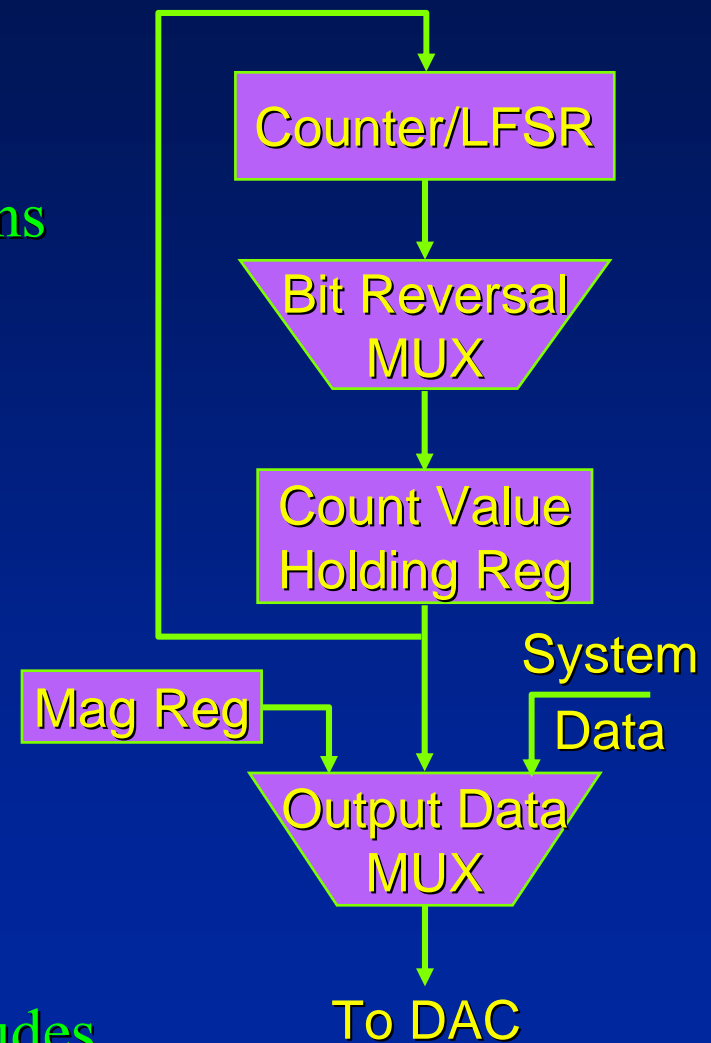 Counter/LFSR
Bit Reversal
MUX
Count Value
Holding Reg
System
Data
Mag Reg
Output Data
MUX
To DAC